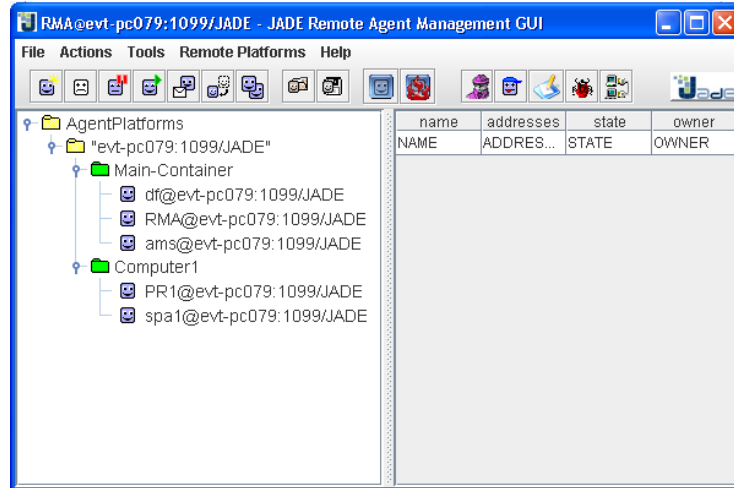 RMA@evt-pc079:1099/JADE - JADE Remote Agent Management GUI
File Actions Tools Remote Platforms Help
Jade
name addresses state owner
NAME ADDRES... STATE OWNER
AgentPlatforms
"evt-pc079:1099/JADE"
Main-Container
df@evt-pc079:1099/JADE
RMA@evt-pc079:1099/JADE
ams@evt-pc079:1099/JADE
Computer1
PR1@evt-pc079:1099/JADE
spa1@evt-pc079:1099/JADE